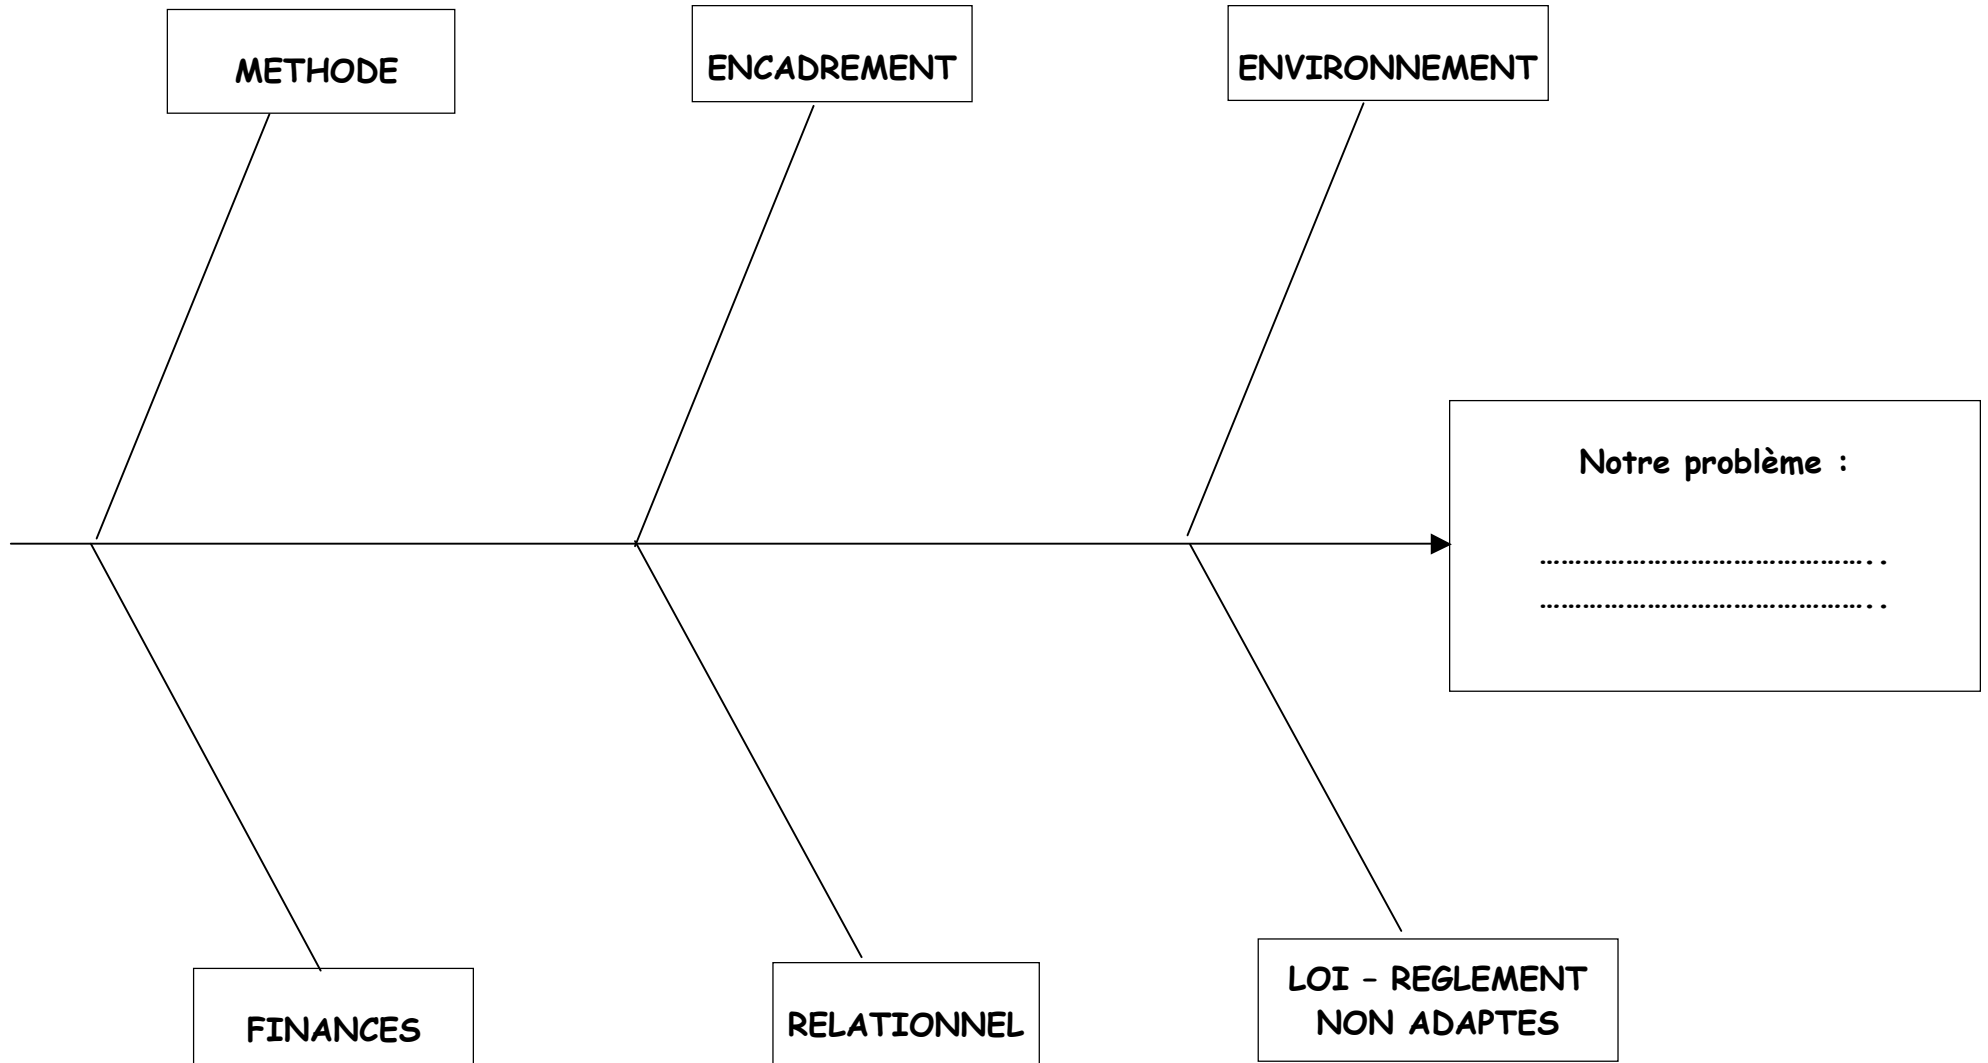 METHODE
ENCADREMENT
ENVIRONNEMENT
Notre problème :
………………………………………..
………………………………………..
FINANCES
RELATIONNEL
LOI – REGLEMENT
NON ADAPTES